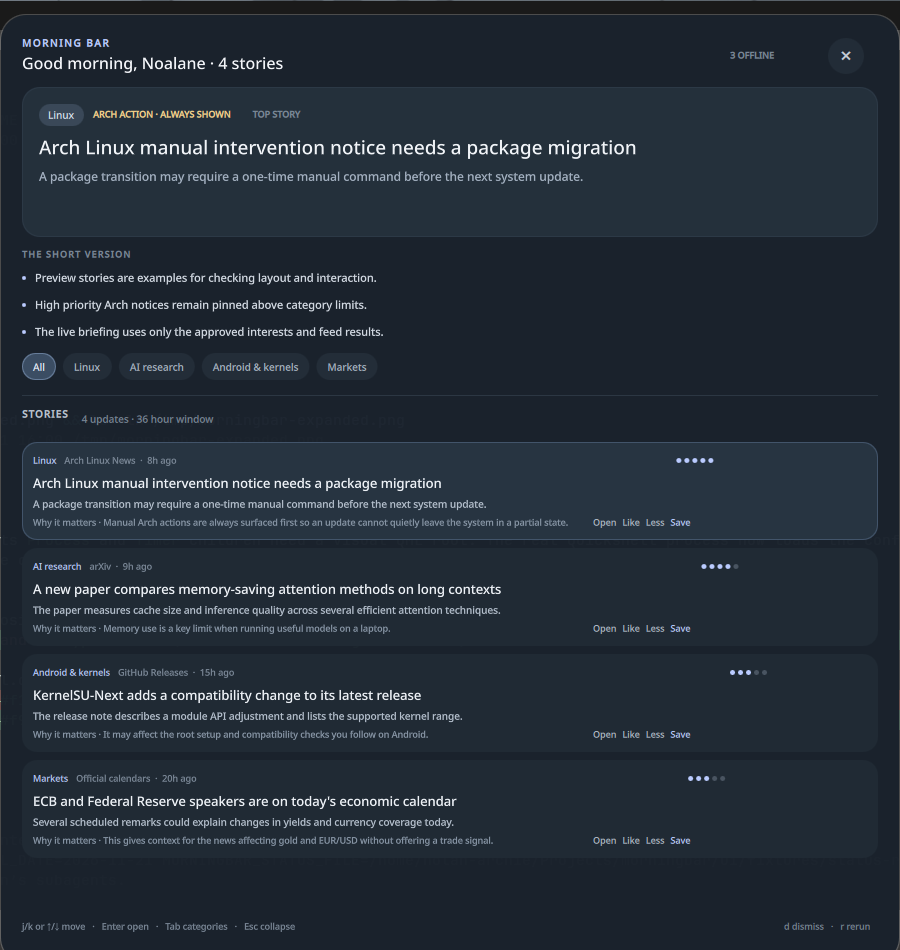 MORNING BAR
Good morning, Noalane · 4 stories
3 OFFLINE
×
Linux ARCH ACTION · ALWAYS SHOWN TOP STORY
Arch Linux manual intervention notice needs a package migration
A package transition may require a one-time manual command before the next system update.
THE SHORT VERSION
• Preview stories are examples for checking layout and interaction.
• High priority Arch notices remain pinned above category limits.
• The live briefing uses only the approved interests and feed results.
All Linux AI research Android & kernels Markets
STORIES 4 updates · 36 hour window
Linux Arch Linux News · 8h ago
Arch Linux manual intervention notice needs a package migration
A package transition may require a one-time manual command before the next system update.
Why it matters · Manual Arch actions are always surfaced first so an update cannot quietly leave the system in a partial state. Open Like Less Save
AI research arXiv · 9h ago
A new paper compares memory-saving attention methods on long contexts
The paper measures cache size and inference quality across several efficient attention techniques.
Why it matters · Memory use is a key limit when running useful models on a laptop. Open Like Less Save
Android & kernels GitHub Releases · 15h ago
KernelSU-Next adds a compatibility change to its latest release
The release note describes a module API adjustment and lists the supported kernel range.
Why it matters · It may affect the root setup and compatibility checks you follow on Android. Open Like Less Save
Markets Official calendars · 20h ago
ECB and Federal Reserve speakers are on today's economic calendar
Several scheduled remarks could explain changes in yields and currency coverage today.
Why it matters · This gives context for the news affecting gold and EUR/USD without offering a trade signal. Open Like Less Save
j/k or ↑/↓ move · Enter open · Tab categories · Esc collapse d dismiss · r rerun